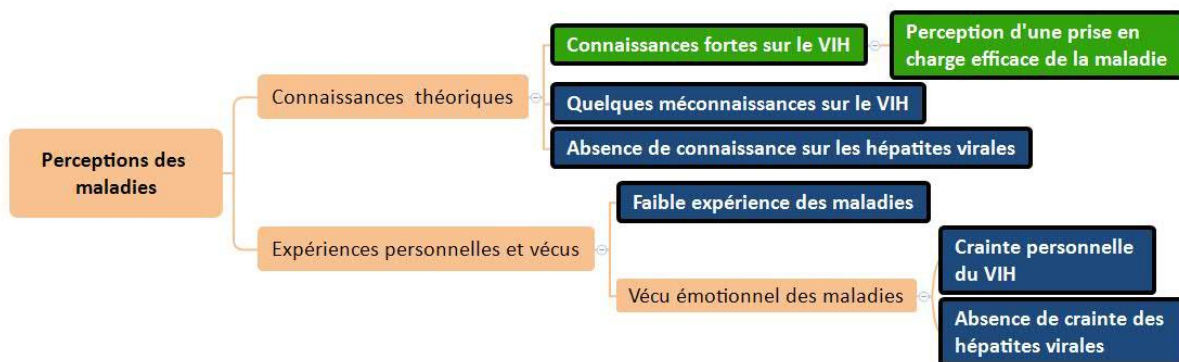 Perceptions des
maladies
Connaissances théoriques
Connaissances fortes sur le VIH
Perception d'une prise en
charge efficace de la maladie
Quelques méconnaissances sur le VIH
Absence de connaissance sur les hépatites virales
Expériences personnelles et vécus
Faible expérience des maladies
Vécu émotionnel des maladies
Crainte personnelle
du VIH
Absence de crainte des
hépatites virales